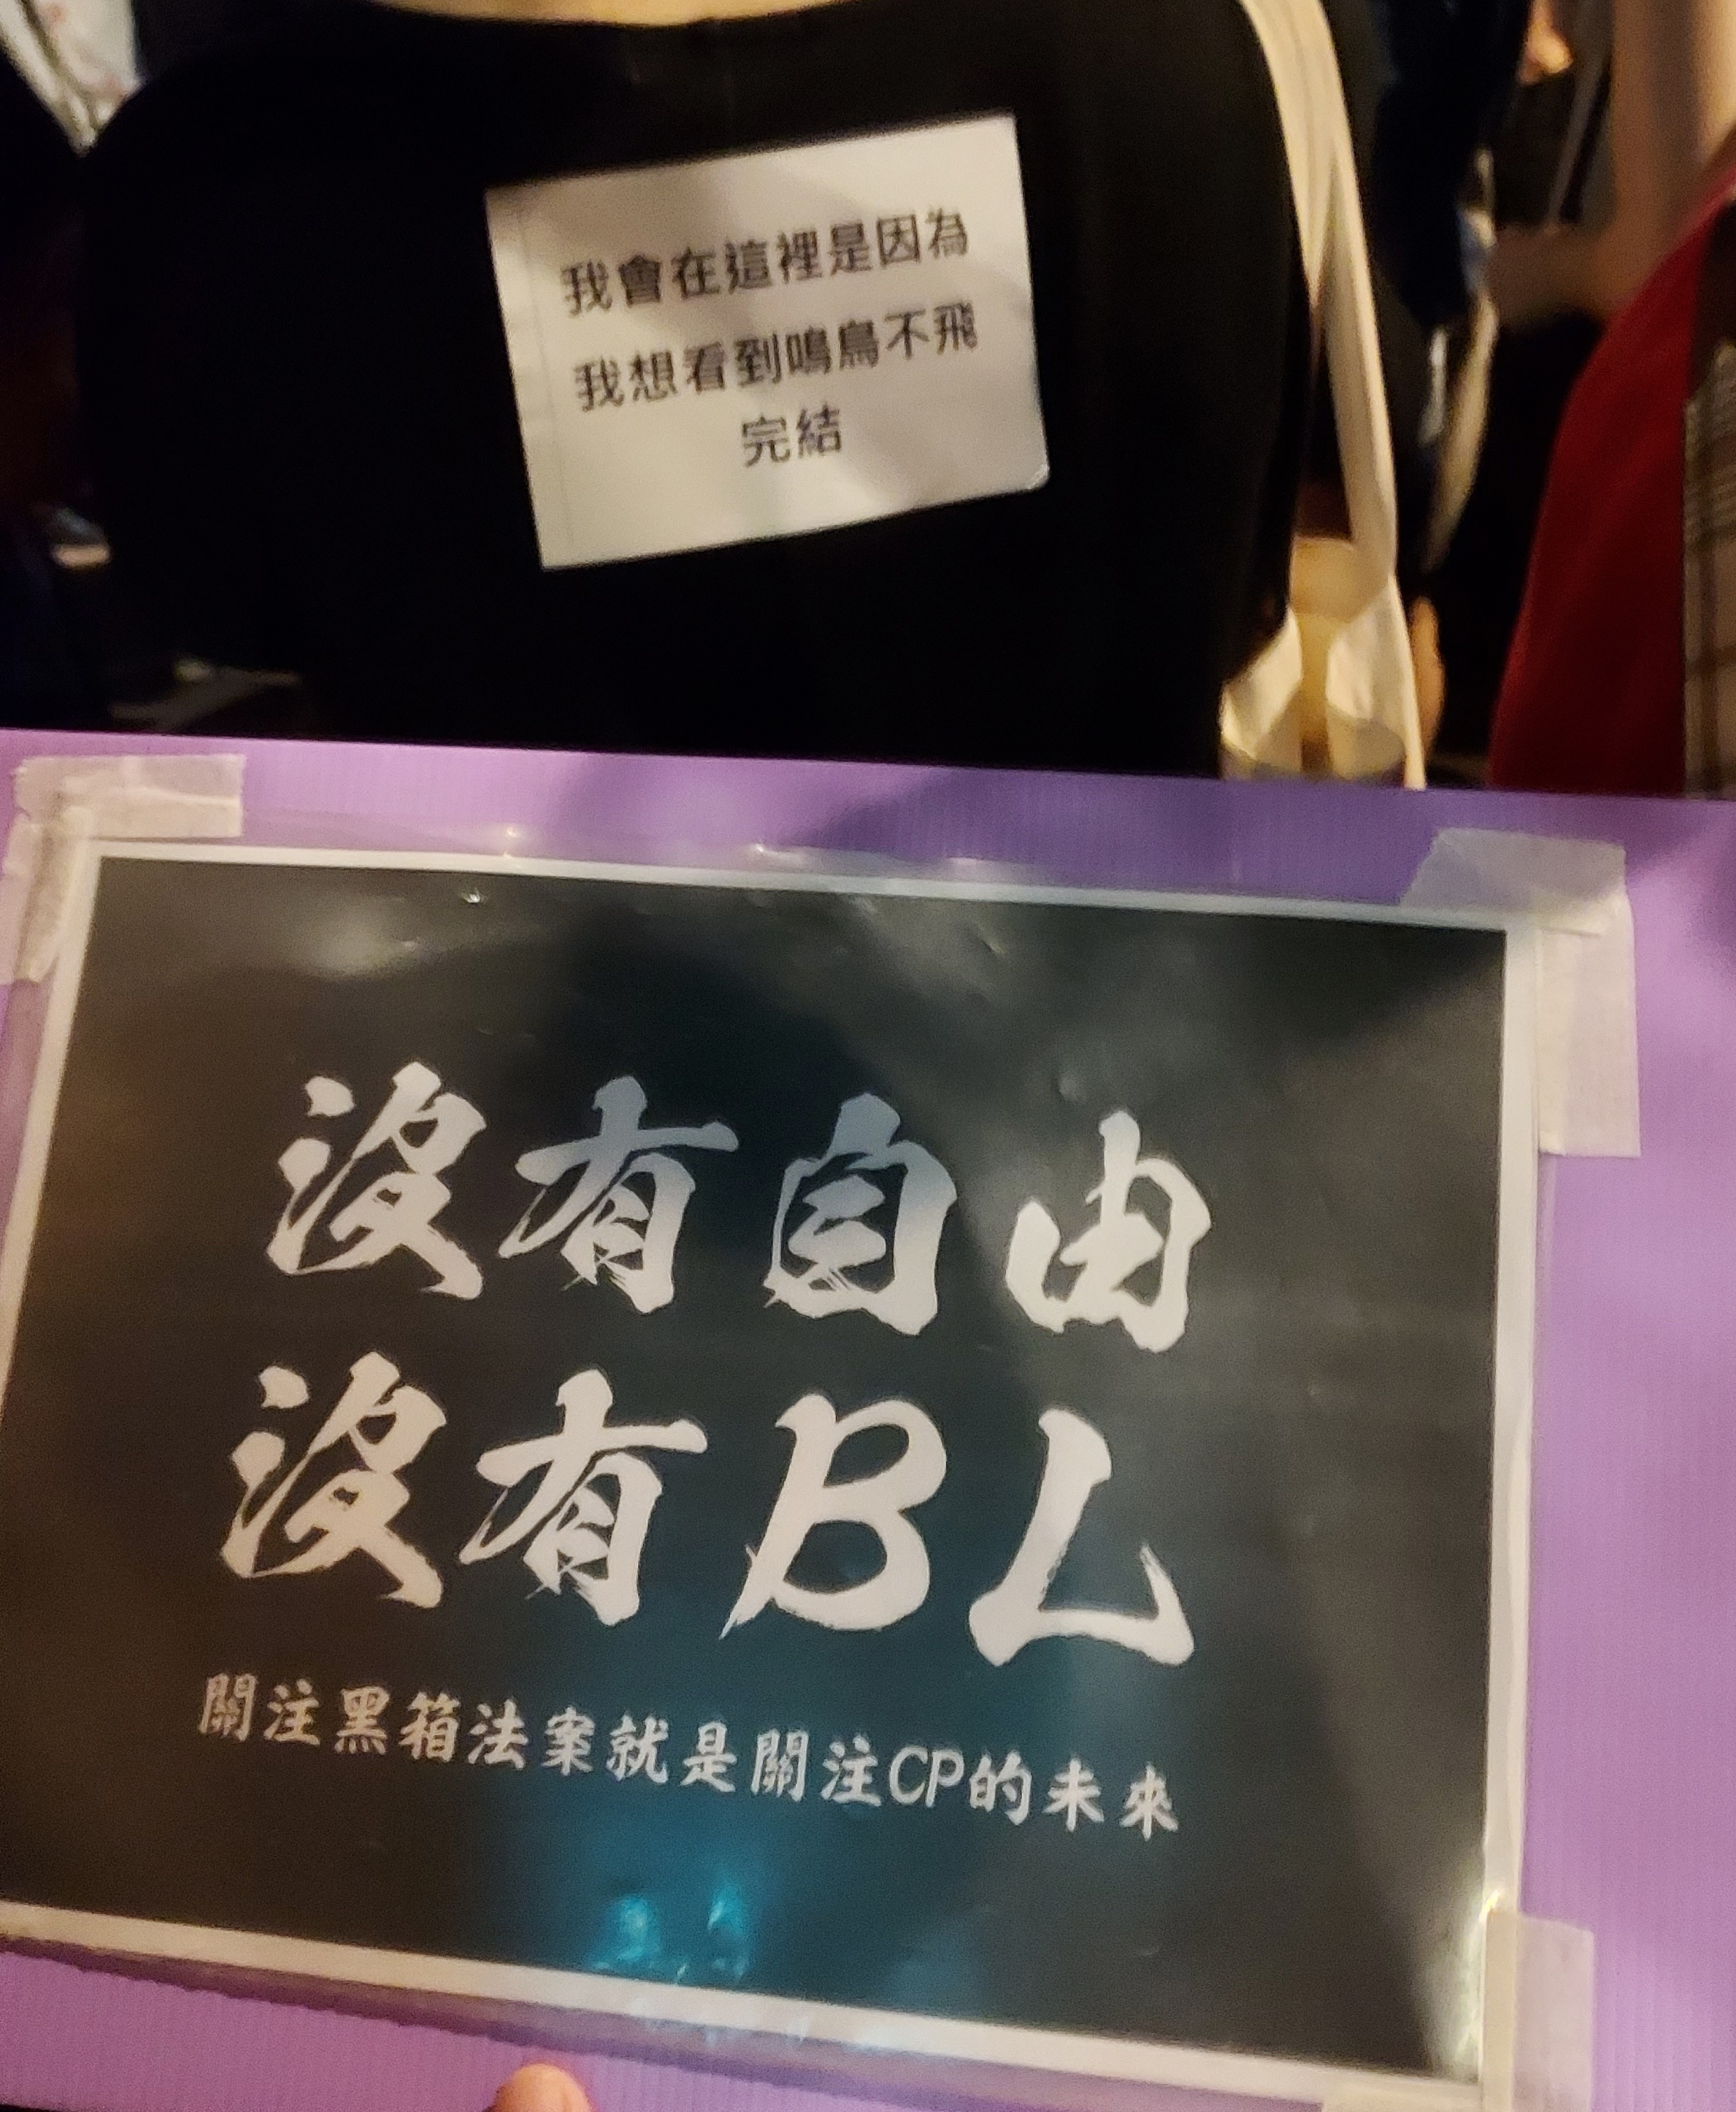 我會在這裡是因為
我想看到鳴鳥不飛
完結
沒有自由
沒有BL
關注黑箱法案就是關注CP的未來